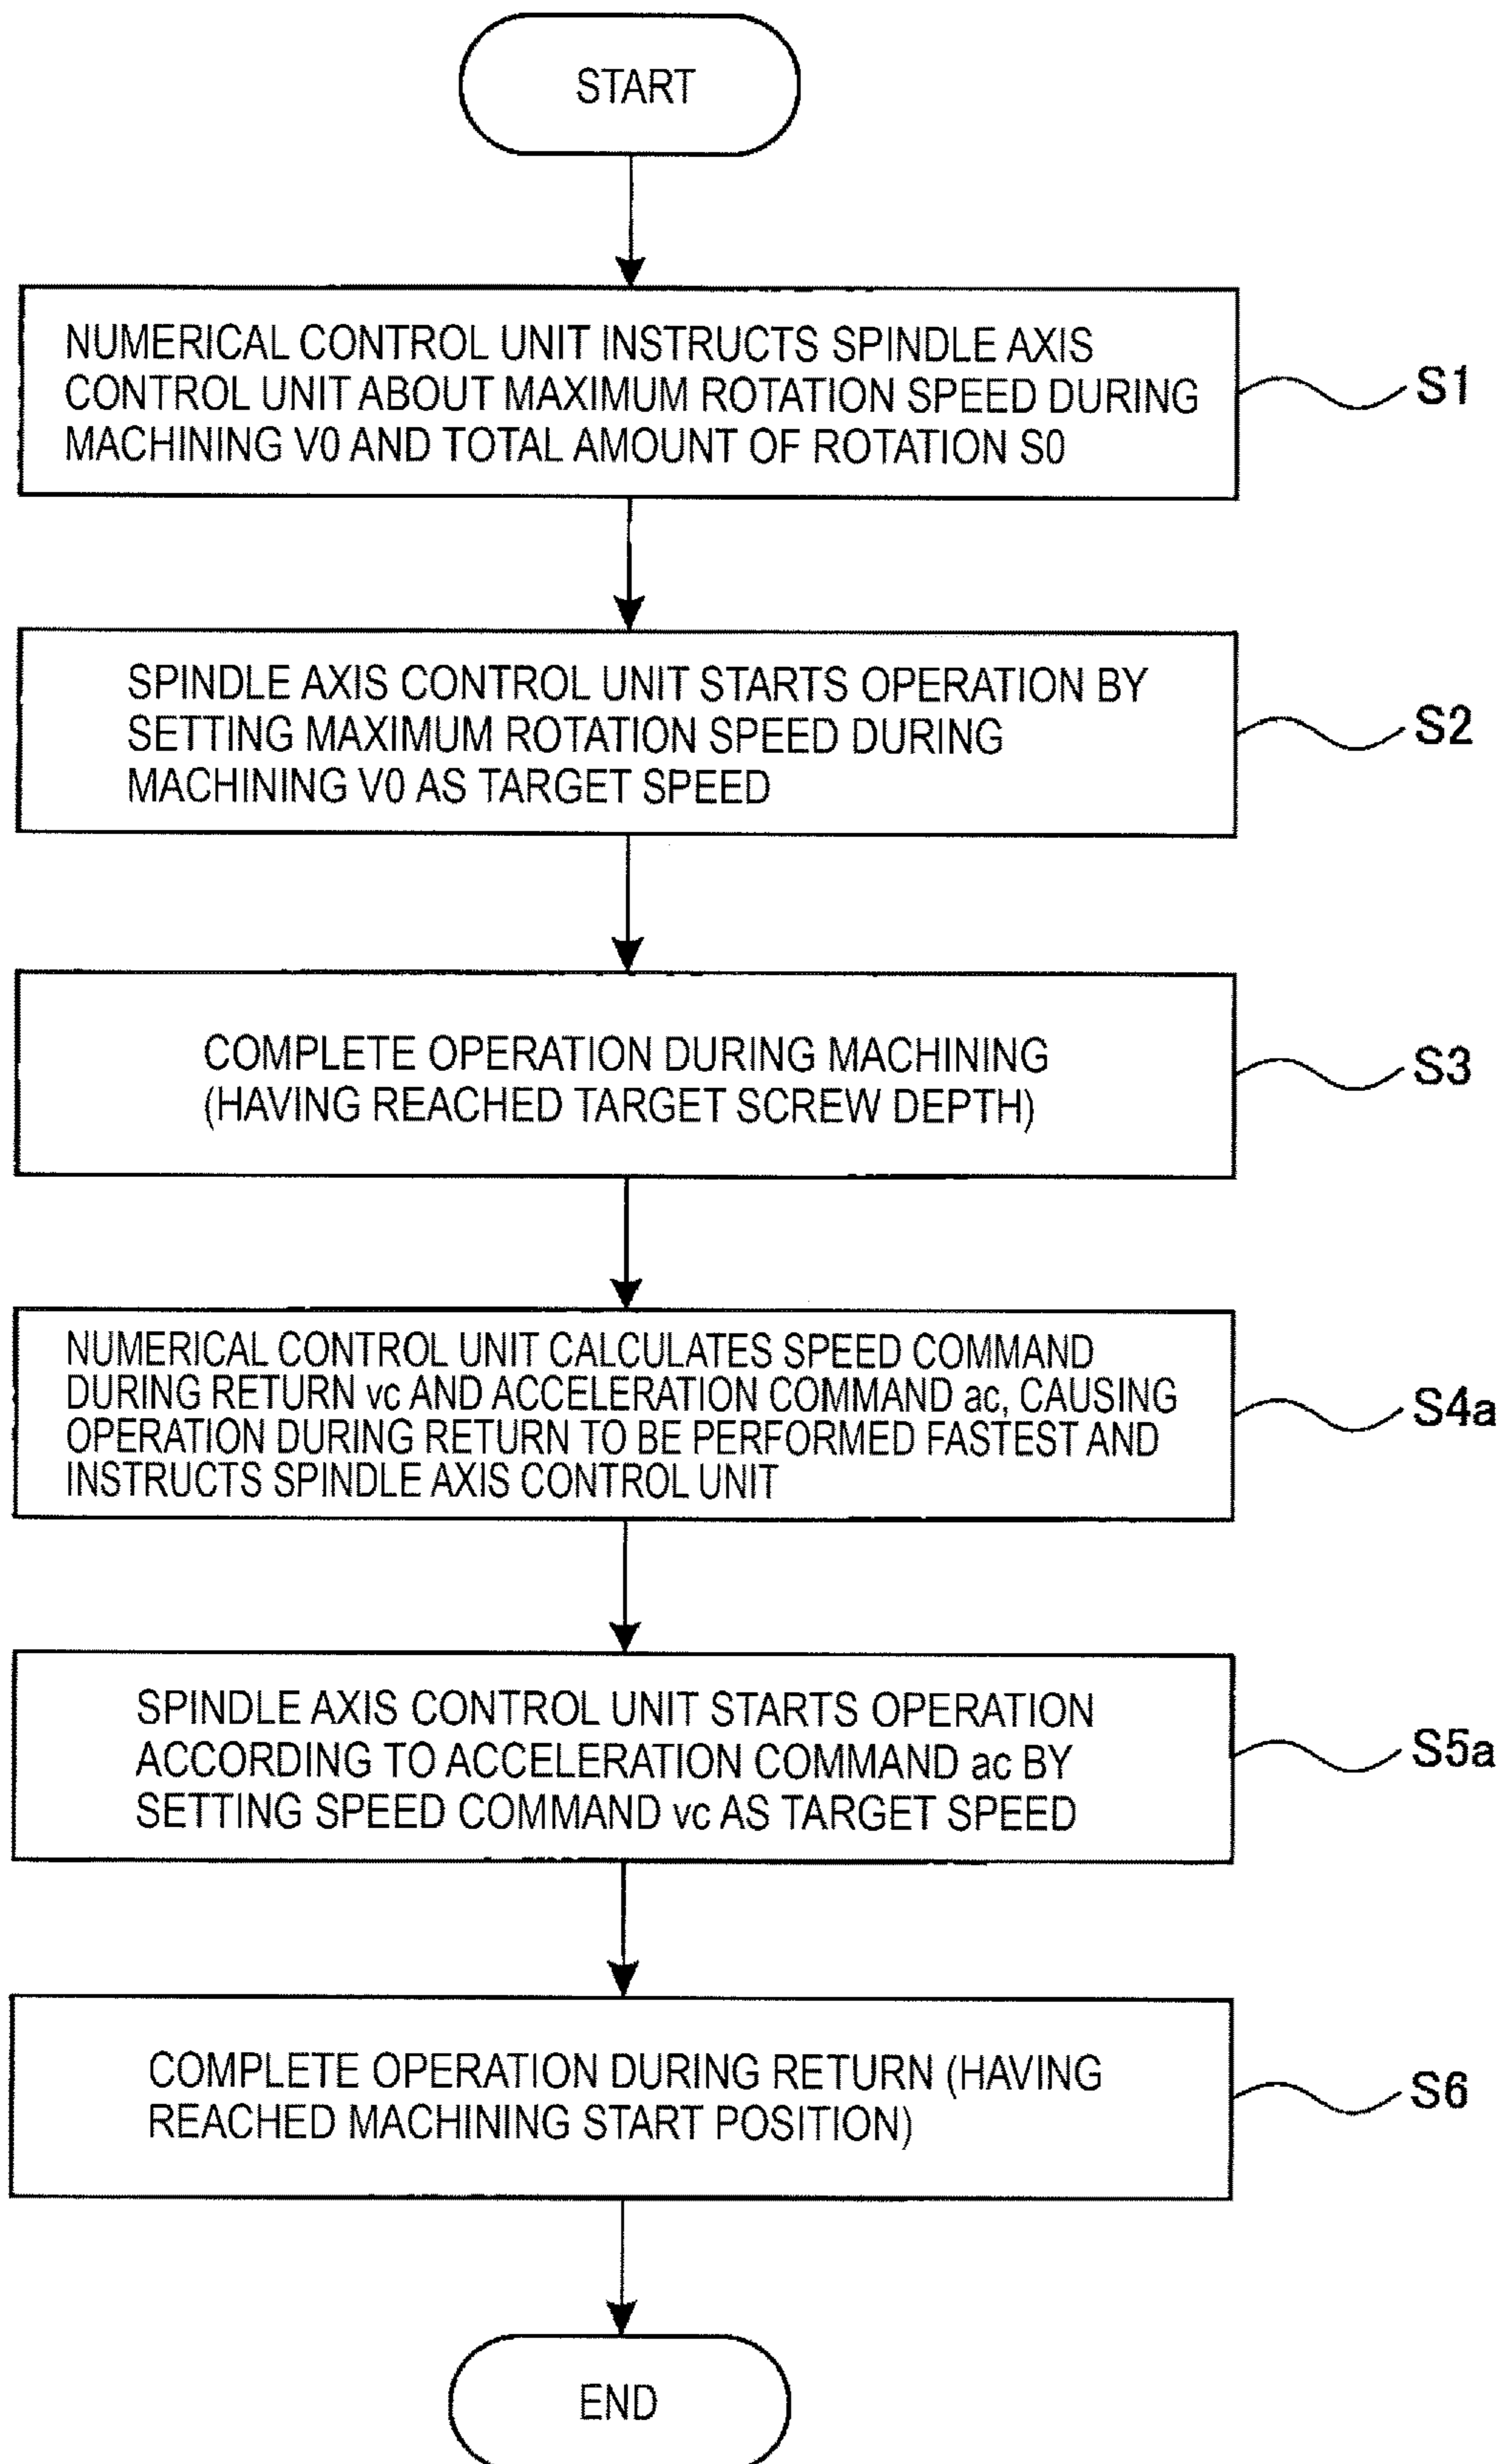 START
NUMERICAL CONTROL UNIT INSTRUCTS SPINDLE AXIS
CONTROL UNIT ABOUT MAXIMUM ROTATION SPEED DURING
MACHINING V0 AND TOTAL AMOUNT OF ROTATION S0
S1
SPINDLE AXIS CONTROL UNIT STARTS OPERATION BY
SETTING MAXIMUM ROTATION SPEED DURING
MACHINING V0 AS TARGET SPEED
S2
COMPLETE OPERATION DURING MACHINING
(HAVING REACHED TARGET SCREW DEPTH)
S3
NUMERICAL CONTROL UNIT CALCULATES SPEED COMMAND
DURING RETURN vc AND ACCELERATION COMMAND ac, CAUSING
OPERATION DURING RETURN TO BE PERFORMED FASTEST AND
INSTRUCTS SPINDLE AXIS CONTROL UNIT
S4a
SPINDLE AXIS CONTROL UNIT STARTS OPERATION
ACCORDING TO ACCELERATION COMMAND ac BY
SETTING SPEED COMMAND vc AS TARGET SPEED
S5a
COMPLETE OPERATION DURING RETURN (HAVING
REACHED MACHINING START POSITION)
S6
END